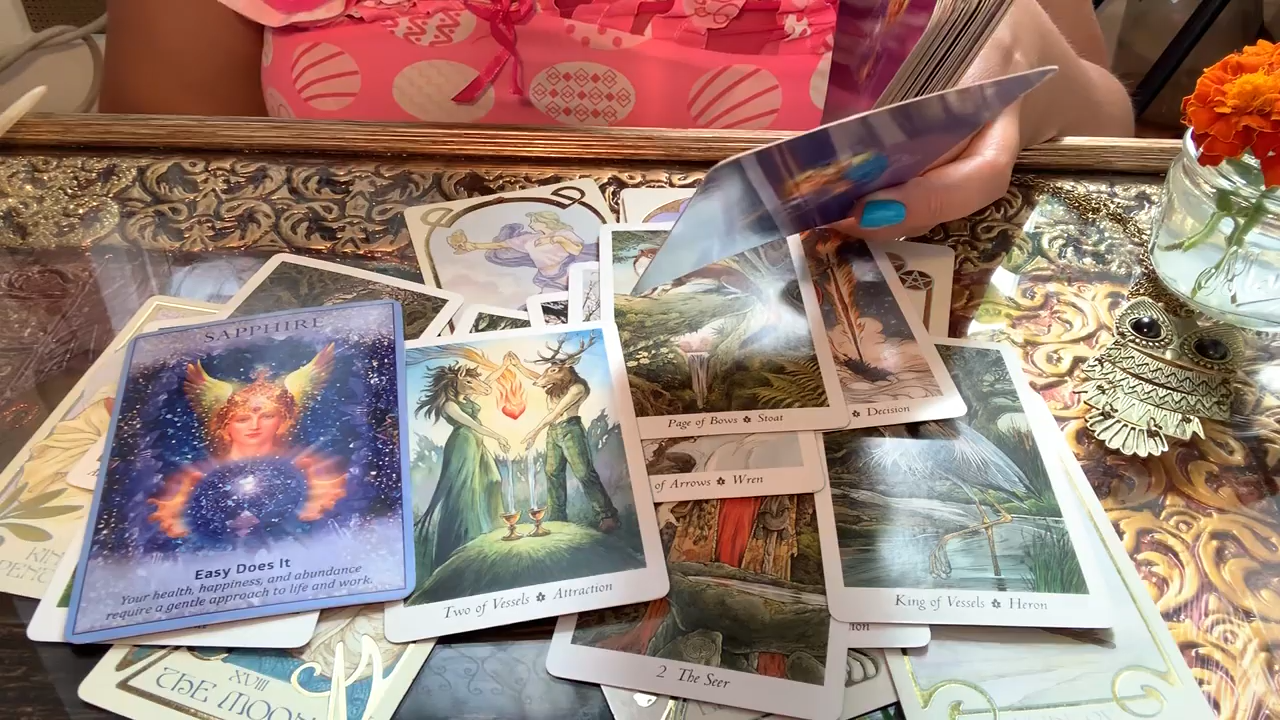 SAPPHIRE
Easy Does It
Your health, happiness, and abundance
require a gentle approach to life and work.
Two of Vessels Attraction
Page of Bows Stoat
Decision
of Arrows Wren
King of Vessels Heron
2 The Seer
XVIII
THE MOON